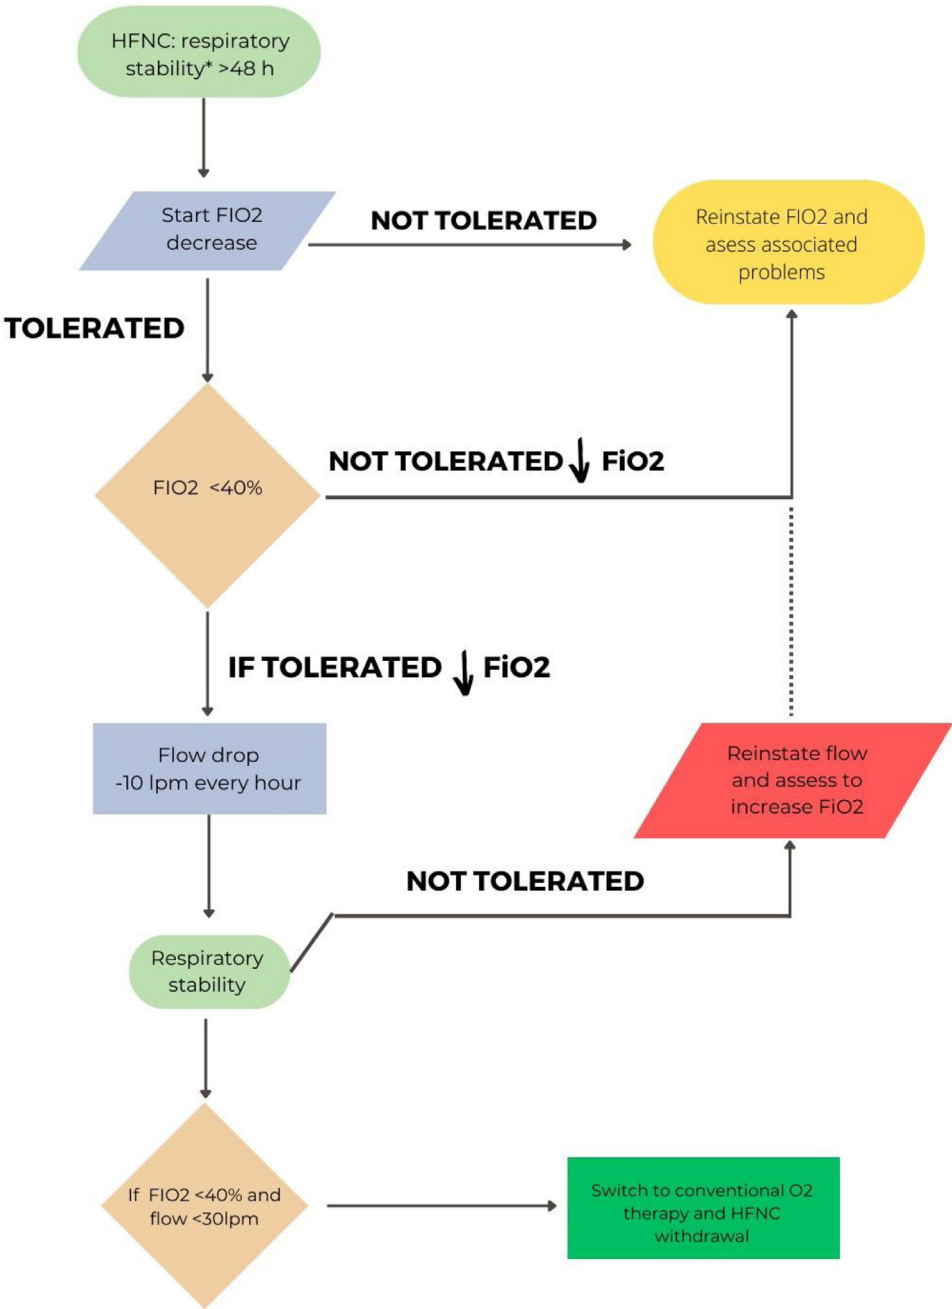 HFNC: respiratory
stability* >48 h
Start FIO2
decrease
NOT TOLERATED
Reinstate FIO2 and
asess associated
problems
TOLERATED
FIO2 <40%
NOT TOLERATED ↓ FiO2
IF TOLERATED ↓ FiO2
Flow drop
-10 lpm every hour
Reinstate flow
and assess to
increase FiO2
NOT TOLERATED
Respiratory
stability
If FIO2 <40% and
flow <30lpm
Switch to conventional O2
therapy and HFNC
withdrawal